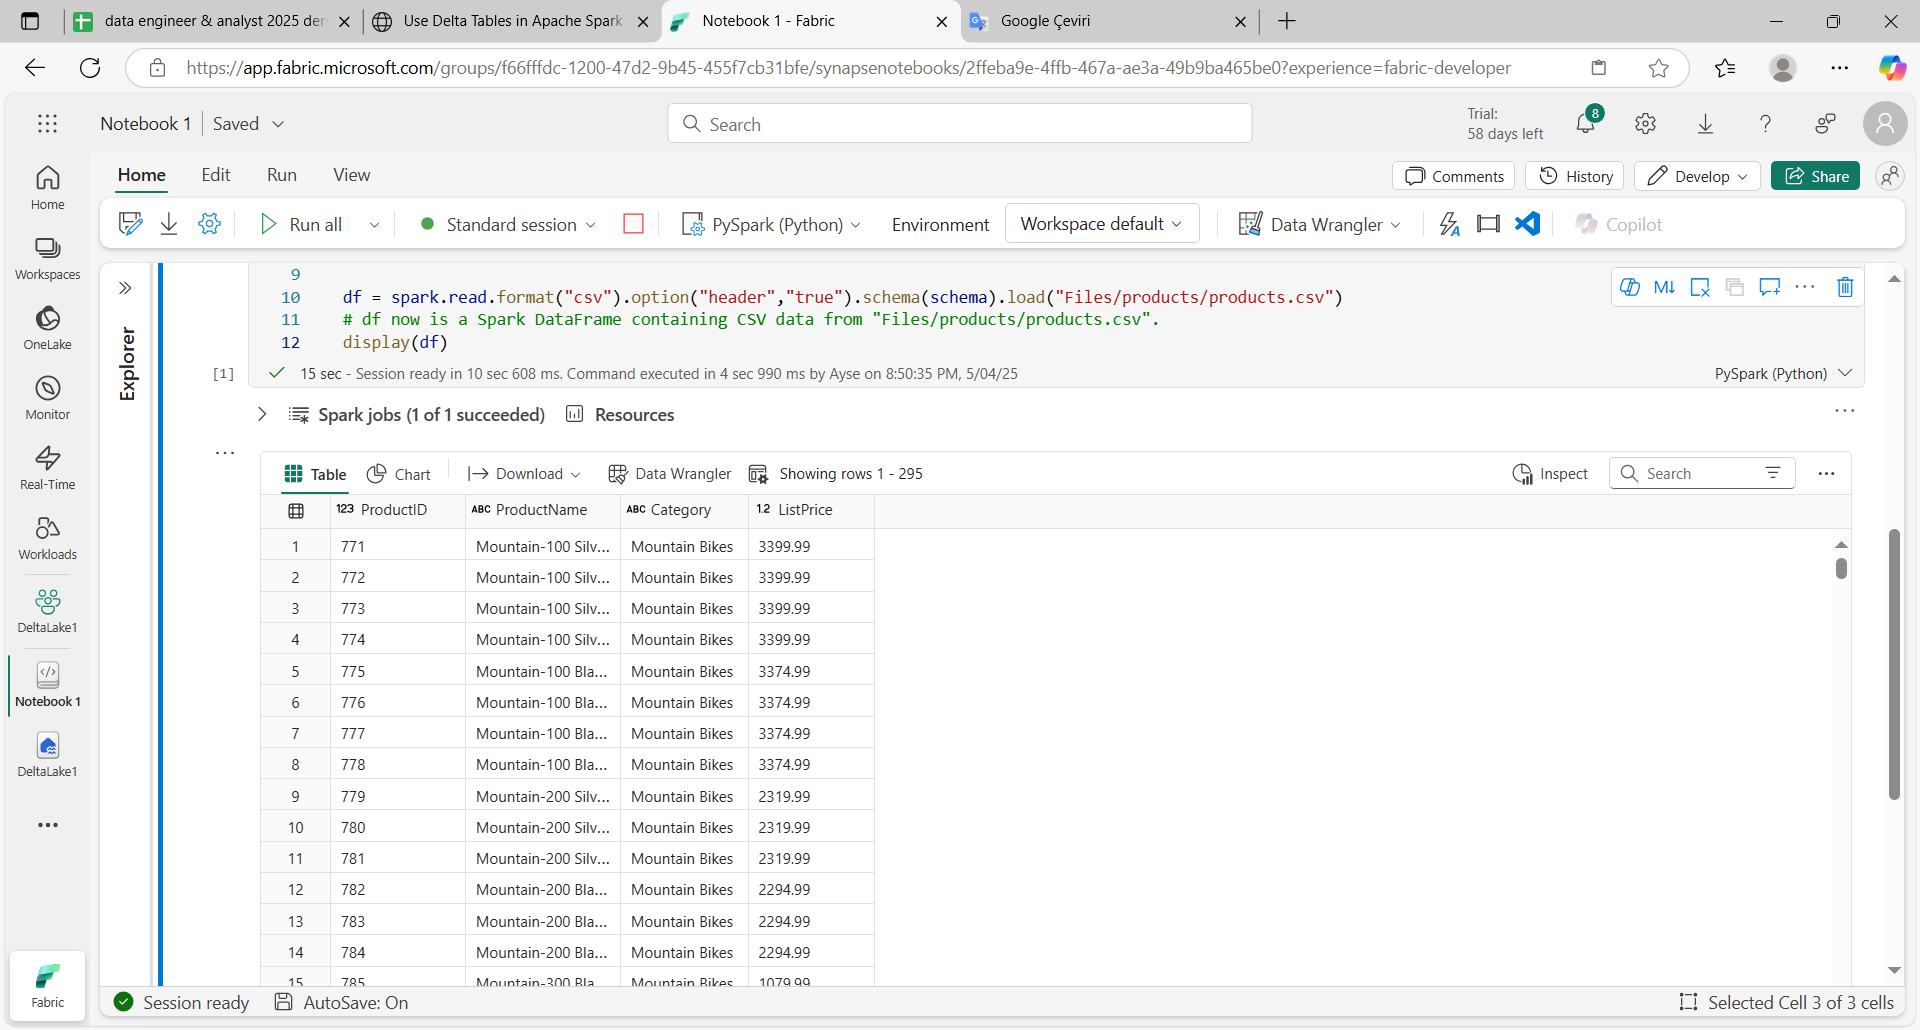 data engineer & analyst 2025 der
Use Delta Tables in Apache Spark
Notebook 1 - Fabric
Google Çeviri
https://app.fabric.microsoft.com/groups/f66fffdc-1200-47d2-9b45-455f7cb31bfe/synapsenotebooks/2ffeba9e-4ffb-467a-ae3a-49b9ba465be0?experience=fabric-developer
Notebook 1
Saved
Search
Trial:
58 days left
8
Home
Edit
Run
View
Comments
History
Develop
Share
Run all
Standard session
PySpark (Python)
Environment
Workspace default
Data Wrangler
Copilot
Home
Workspaces
OneLake
Monitor
Real-Time
Workloads
DeltaLake1
Notebook 1
DeltaLake1
Fabric
Explorer
9
10 df = spark.read.format("csv").option("header","true").schema(schema).load("Files/products/products.csv")
11 # df now is a Spark DataFrame containing CSV data from "Files/products/products.csv".
12 display(df)
[1]
15 sec - Session ready in 10 sec 608 ms. Command executed in 4 sec 990 ms by Ayse on 8:50:35 PM, 5/04/25
PySpark (Python)
Spark jobs (1 of 1 succeeded)
Resources
Table
Chart
Download
Data Wrangler
Showing rows 1 - 295
Inspect
Search
123 ProductID ABC ProductName ABC Category 1.2 ListPrice
1 771 Mountain-100 Silv... Mountain Bikes 3399.99
2 772 Mountain-100 Silv... Mountain Bikes 3399.99
3 773 Mountain-100 Silv... Mountain Bikes 3399.99
4 774 Mountain-100 Silv... Mountain Bikes 3399.99
5 775 Mountain-100 Bla... Mountain Bikes 3374.99
6 776 Mountain-100 Bla... Mountain Bikes 3374.99
7 777 Mountain-100 Bla... Mountain Bikes 3374.99
8 778 Mountain-100 Bla... Mountain Bikes 3374.99
9 779 Mountain-200 Silv... Mountain Bikes 2319.99
10 780 Mountain-200 Silv... Mountain Bikes 2319.99
11 781 Mountain-200 Silv... Mountain Bikes 2319.99
12 782 Mountain-200 Bla... Mountain Bikes 2294.99
13 783 Mountain-200 Bla... Mountain Bikes 2294.99
14 784 Mountain-200 Bla... Mountain Bikes 2294.99
15 785 Mountain-300 Bla... Mountain Bikes 1079.99
Session ready
AutoSave: On
Selected Cell 3 of 3 cells